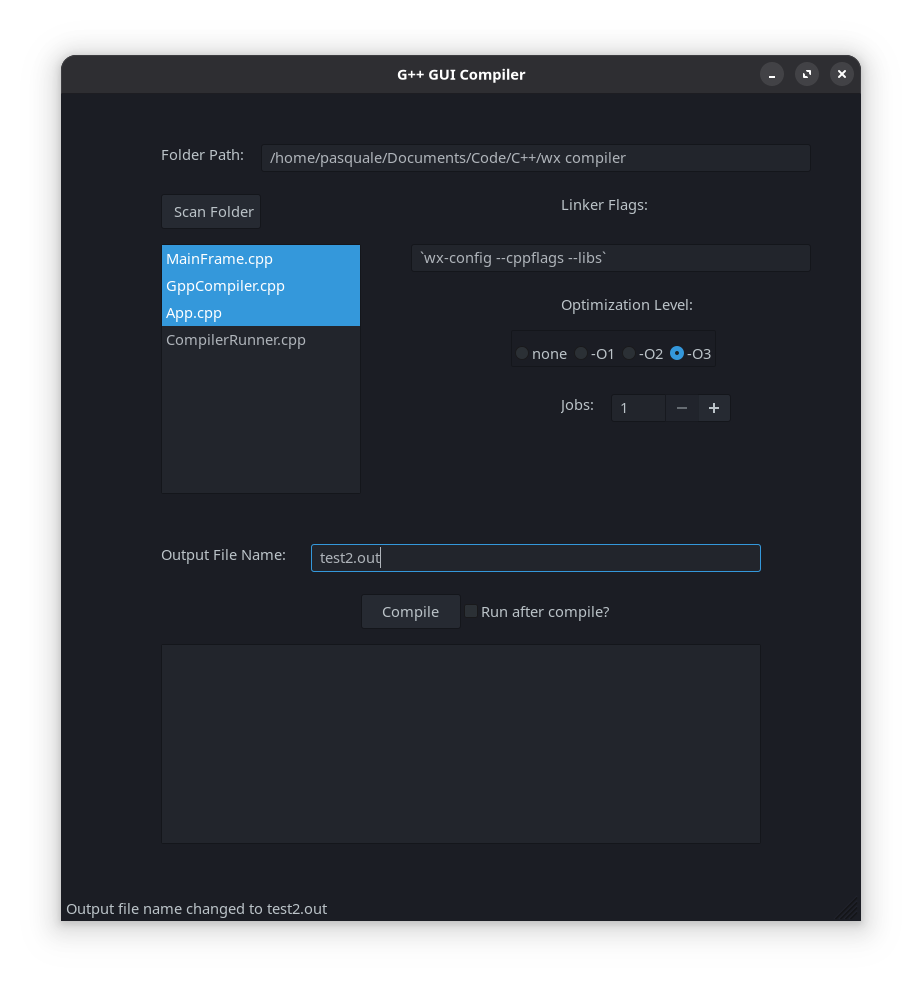 G++ GUI Compiler
Folder Path: /home/pasquale/Documents/Code/C++/wx compiler
Scan Folder
Linker Flags:
MainFrame.cpp
GppCompiler.cpp
App.cpp
CompilerRunner.cpp
`wx-config --cppflags --libs`
Optimization Level:
none -O1 -O2 -O3
Jobs: 1
Output File Name: test2.out
Compile Run after compile?
Output file name changed to test2.out